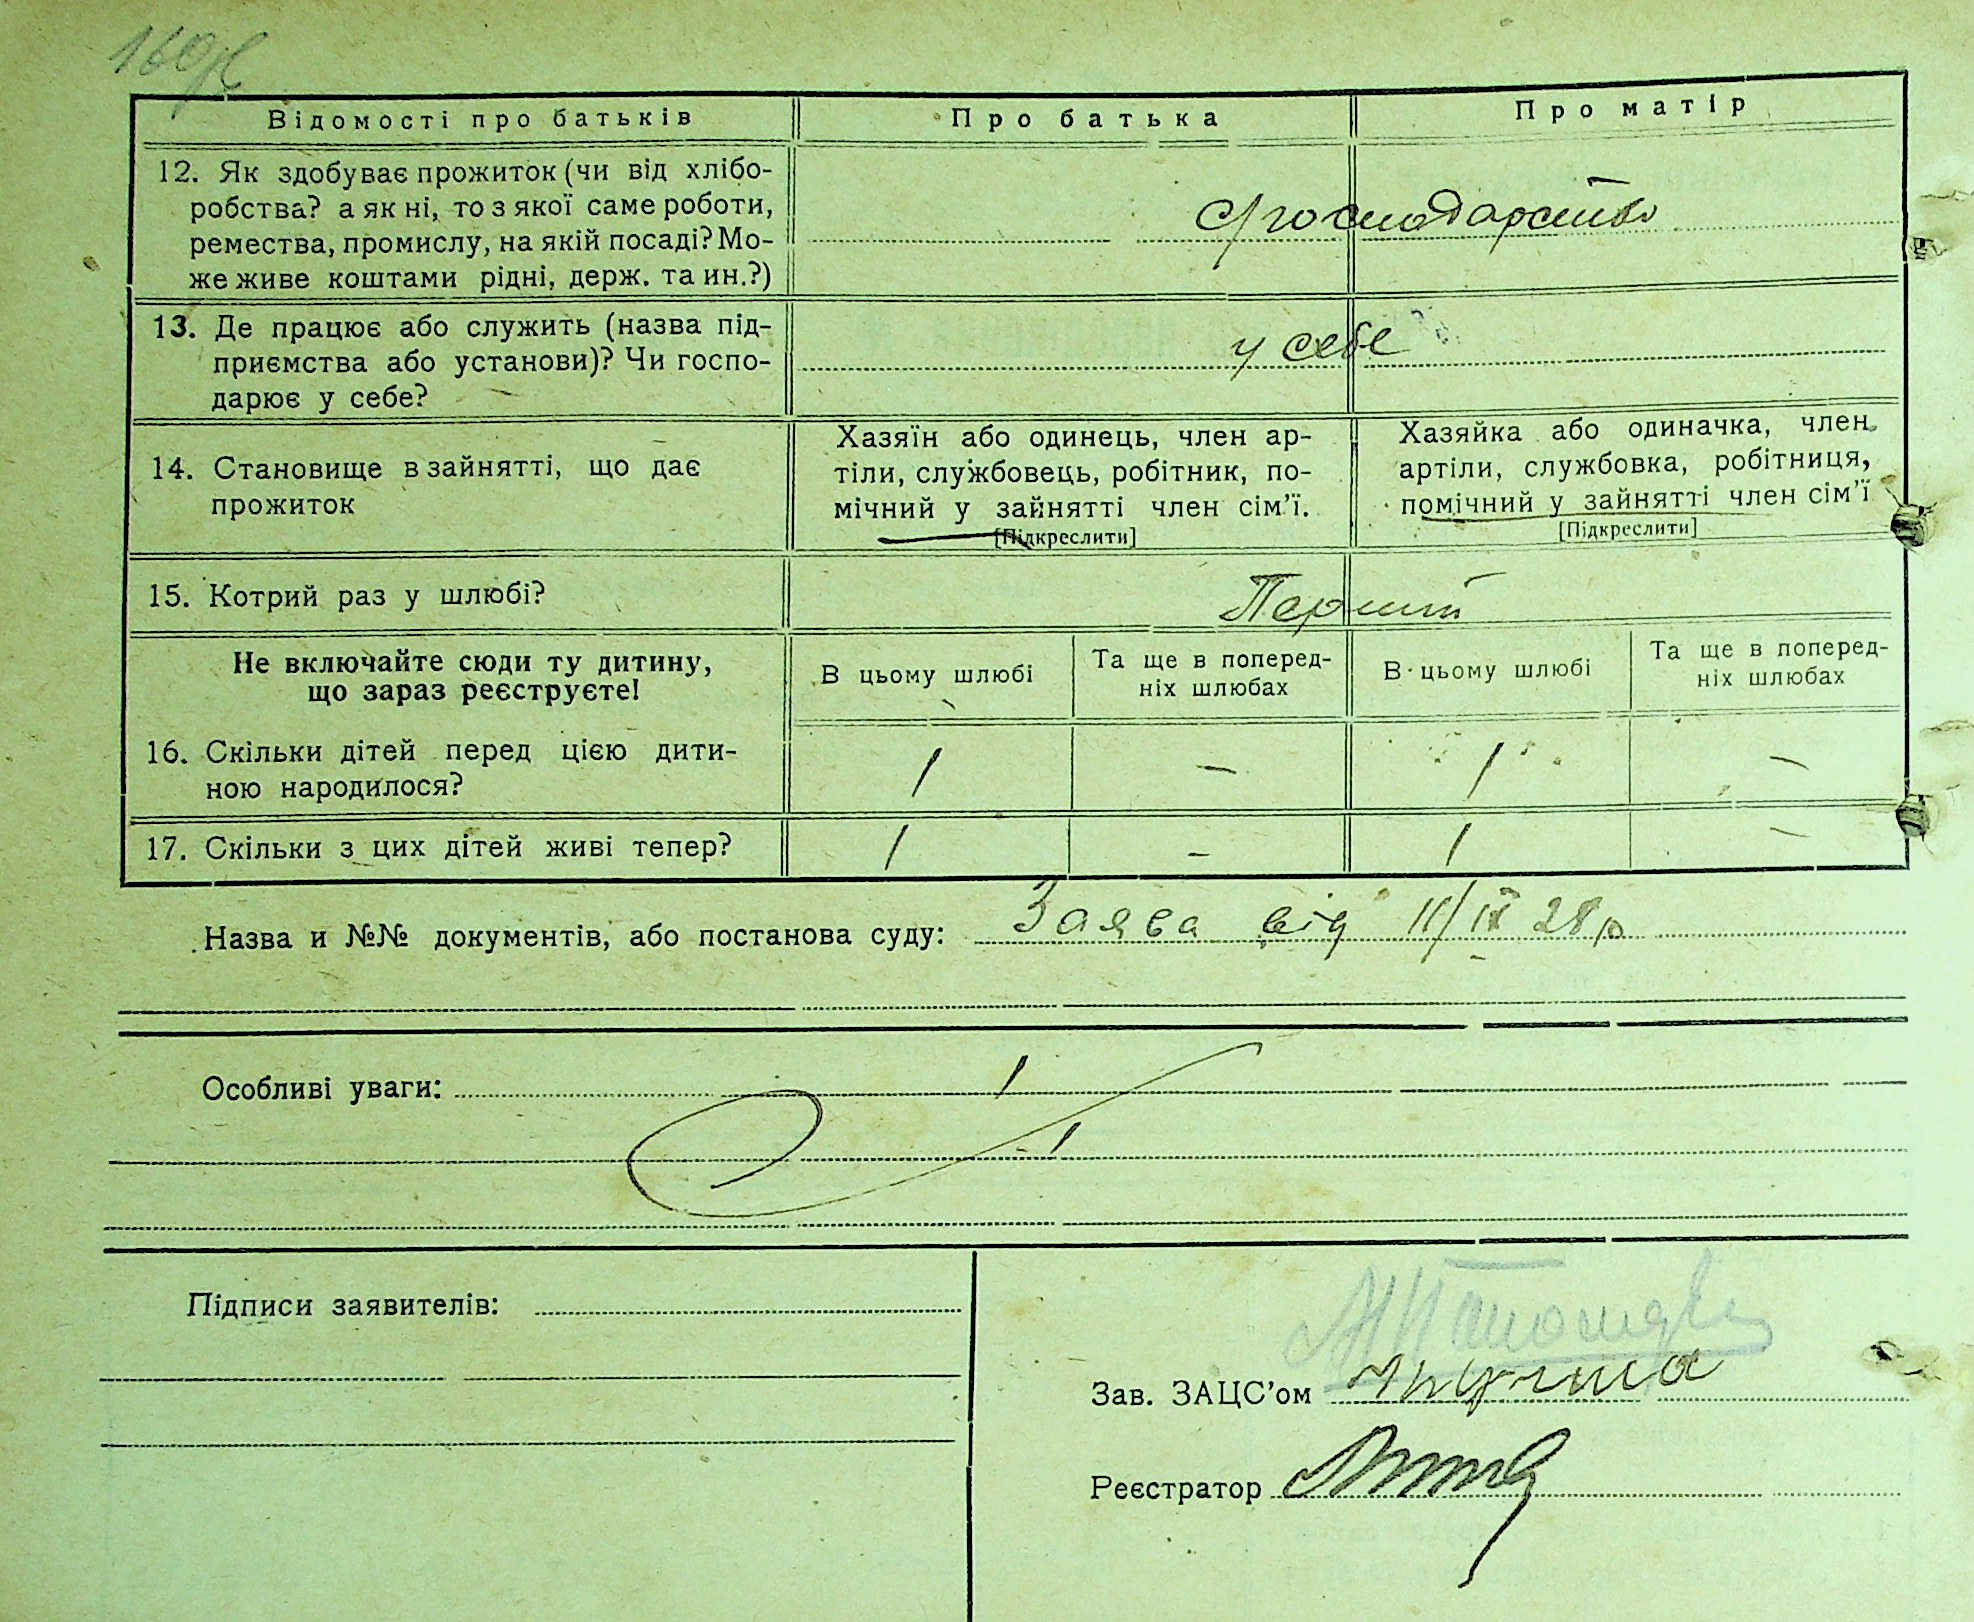 Відомості про батьків
Про батька
Про матір
12. Як здобуває прожиток (чи від хлібо-
робства? а як ні, то з якої саме роботи,
ремества, промислу, на якій посаді? Мо-
же живе коштами рідні, держ. та ин.?)
13. Де працює або служить (назва під-
приємства або установи)? Чи госпо-
дарює у себе?
у себе
14. Становище в зайнятті, що дає
прожиток
Хазяїн або одинець, член ар-
тіли, службовець, робітник, по-
мічний у зайнятті член сім'ї.
[Підкреслити]
Хазяйка або одиначка, член
артіли, службовка, робітниця,
помічний у зайнятті член сім'ї
[Підкреслити]
15. Котрий раз у шлюбі?
Перший
Не включайте сюди ту дитину,
що зараз реєструєте!
В цьому шлюбі
Та ще в поперед-
ніх шлюбах
В цьому шлюбі
Та ще в поперед-
ніх шлюбах
16. Скільки дітей перед цією дити-
ною народилося?
1 – 1 –
17. Скільки з цих дітей живі тепер?
1 – 1 –
Назва и №№ документів, або постанова суду: Заява від 11/IX 28 р
Особливі уваги:
Підписи заявителів:
Зав. ЗАЦС'ом
Реєстратор